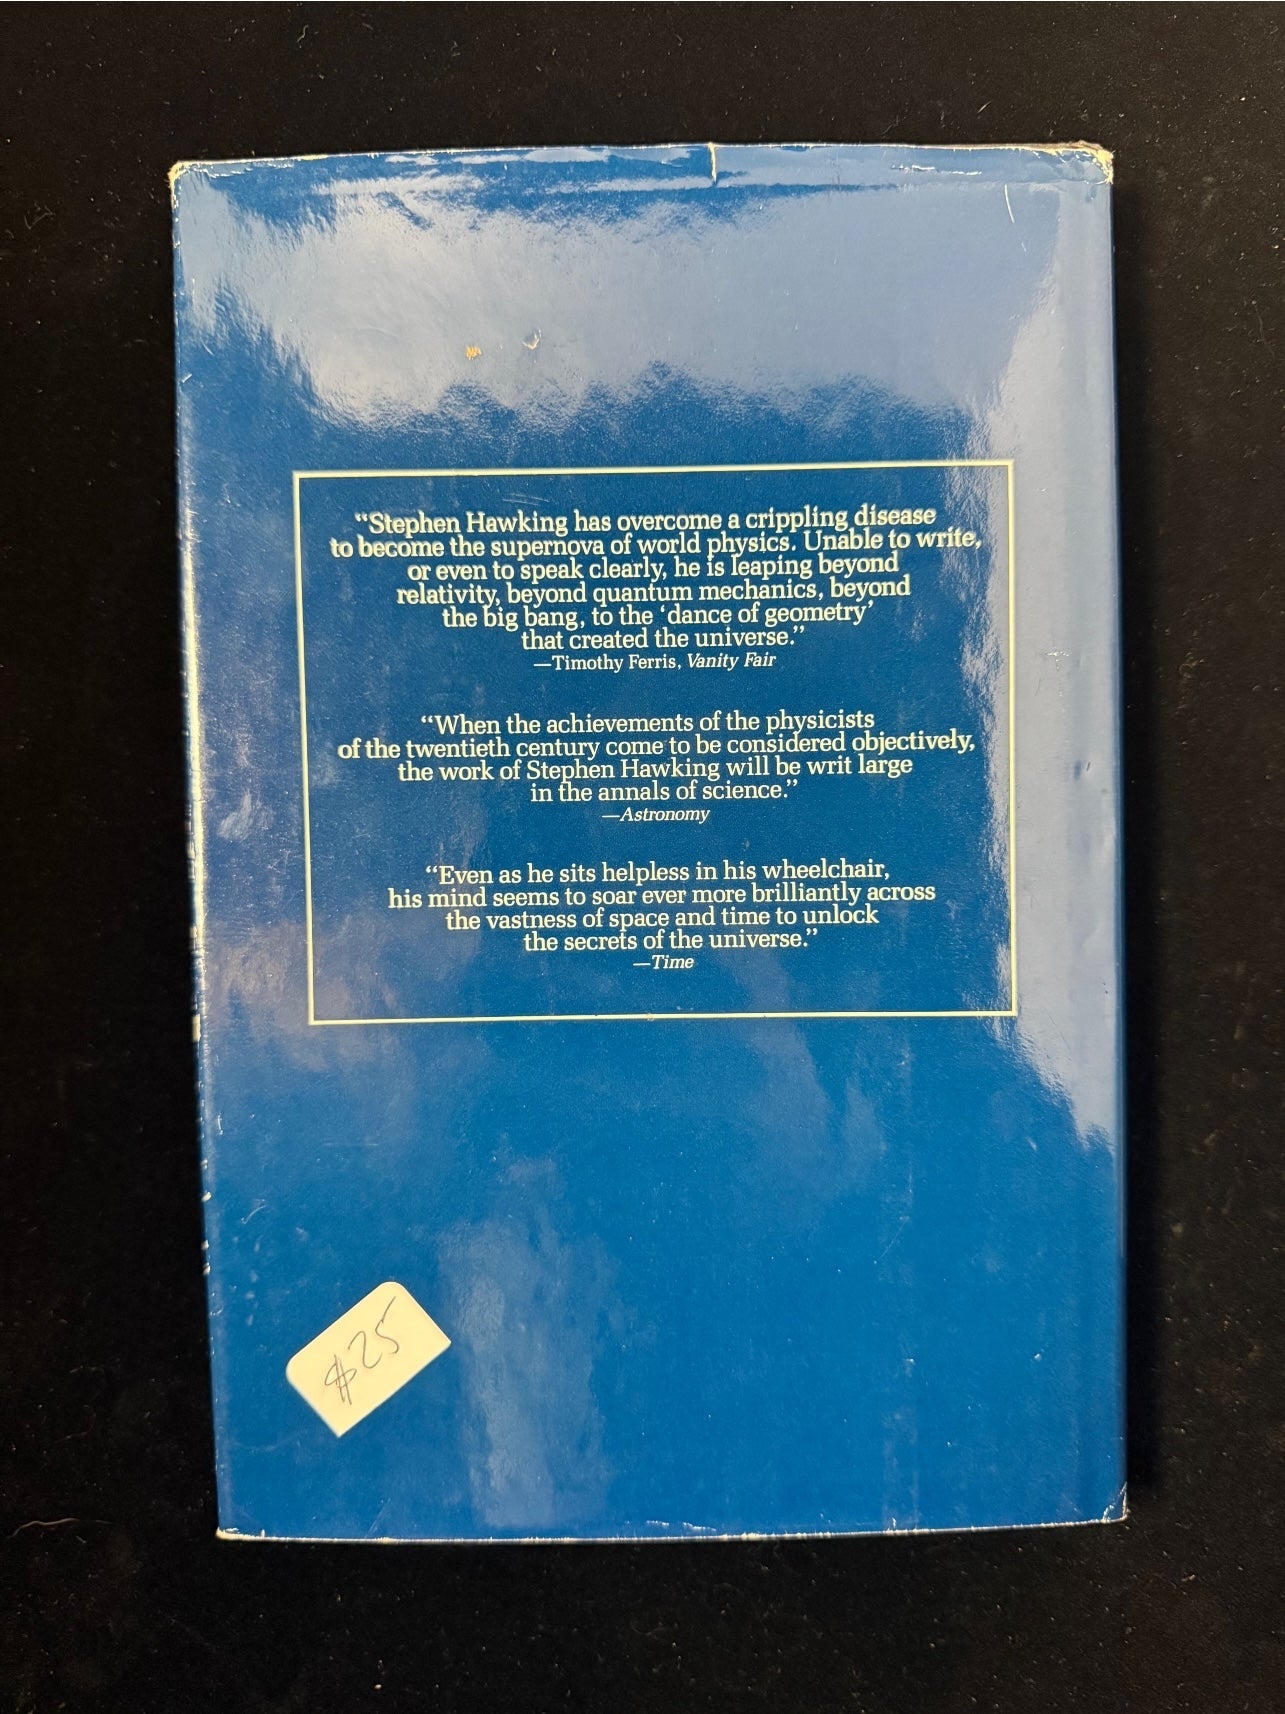 “Stephen Hawking has overcome a crippling disease
to become the supernova of world physics. Unable to write,
or even to speak clearly, he is leaping beyond
relativity, beyond quantum mechanics, beyond
the big bang, to the ‘dance of geometry’
that created the universe.”
—Timothy Ferris, Vanity Fair
“When the achievements of the physicists
of the twentieth century come to be considered objectively,
the work of Stephen Hawking will be writ large
in the annals of science.”
—Astronomy
“Even as he sits helpless in his wheelchair,
his mind seems to soar ever more brilliantly across
the vastness of space and time to unlock
the secrets of the universe.”
—Time
$25